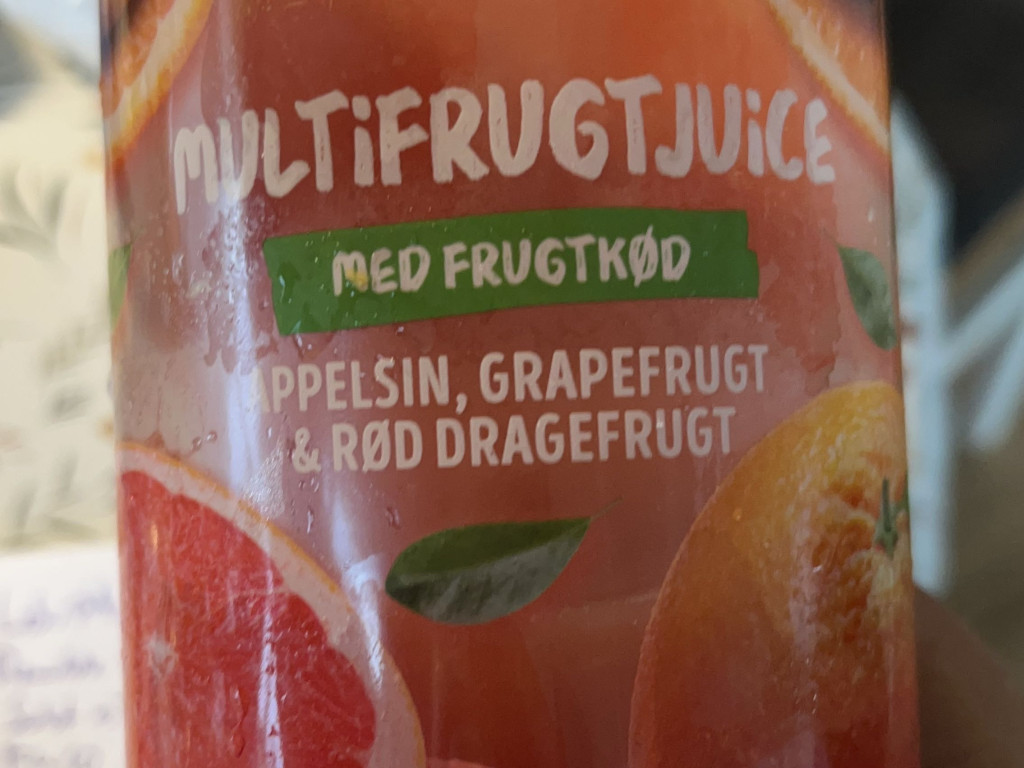 MULTIFRUGTJUICE
MED FRUGTKØD
APPELSIN, GRAPEFRUGT
& RØD DRAGEFRUGT